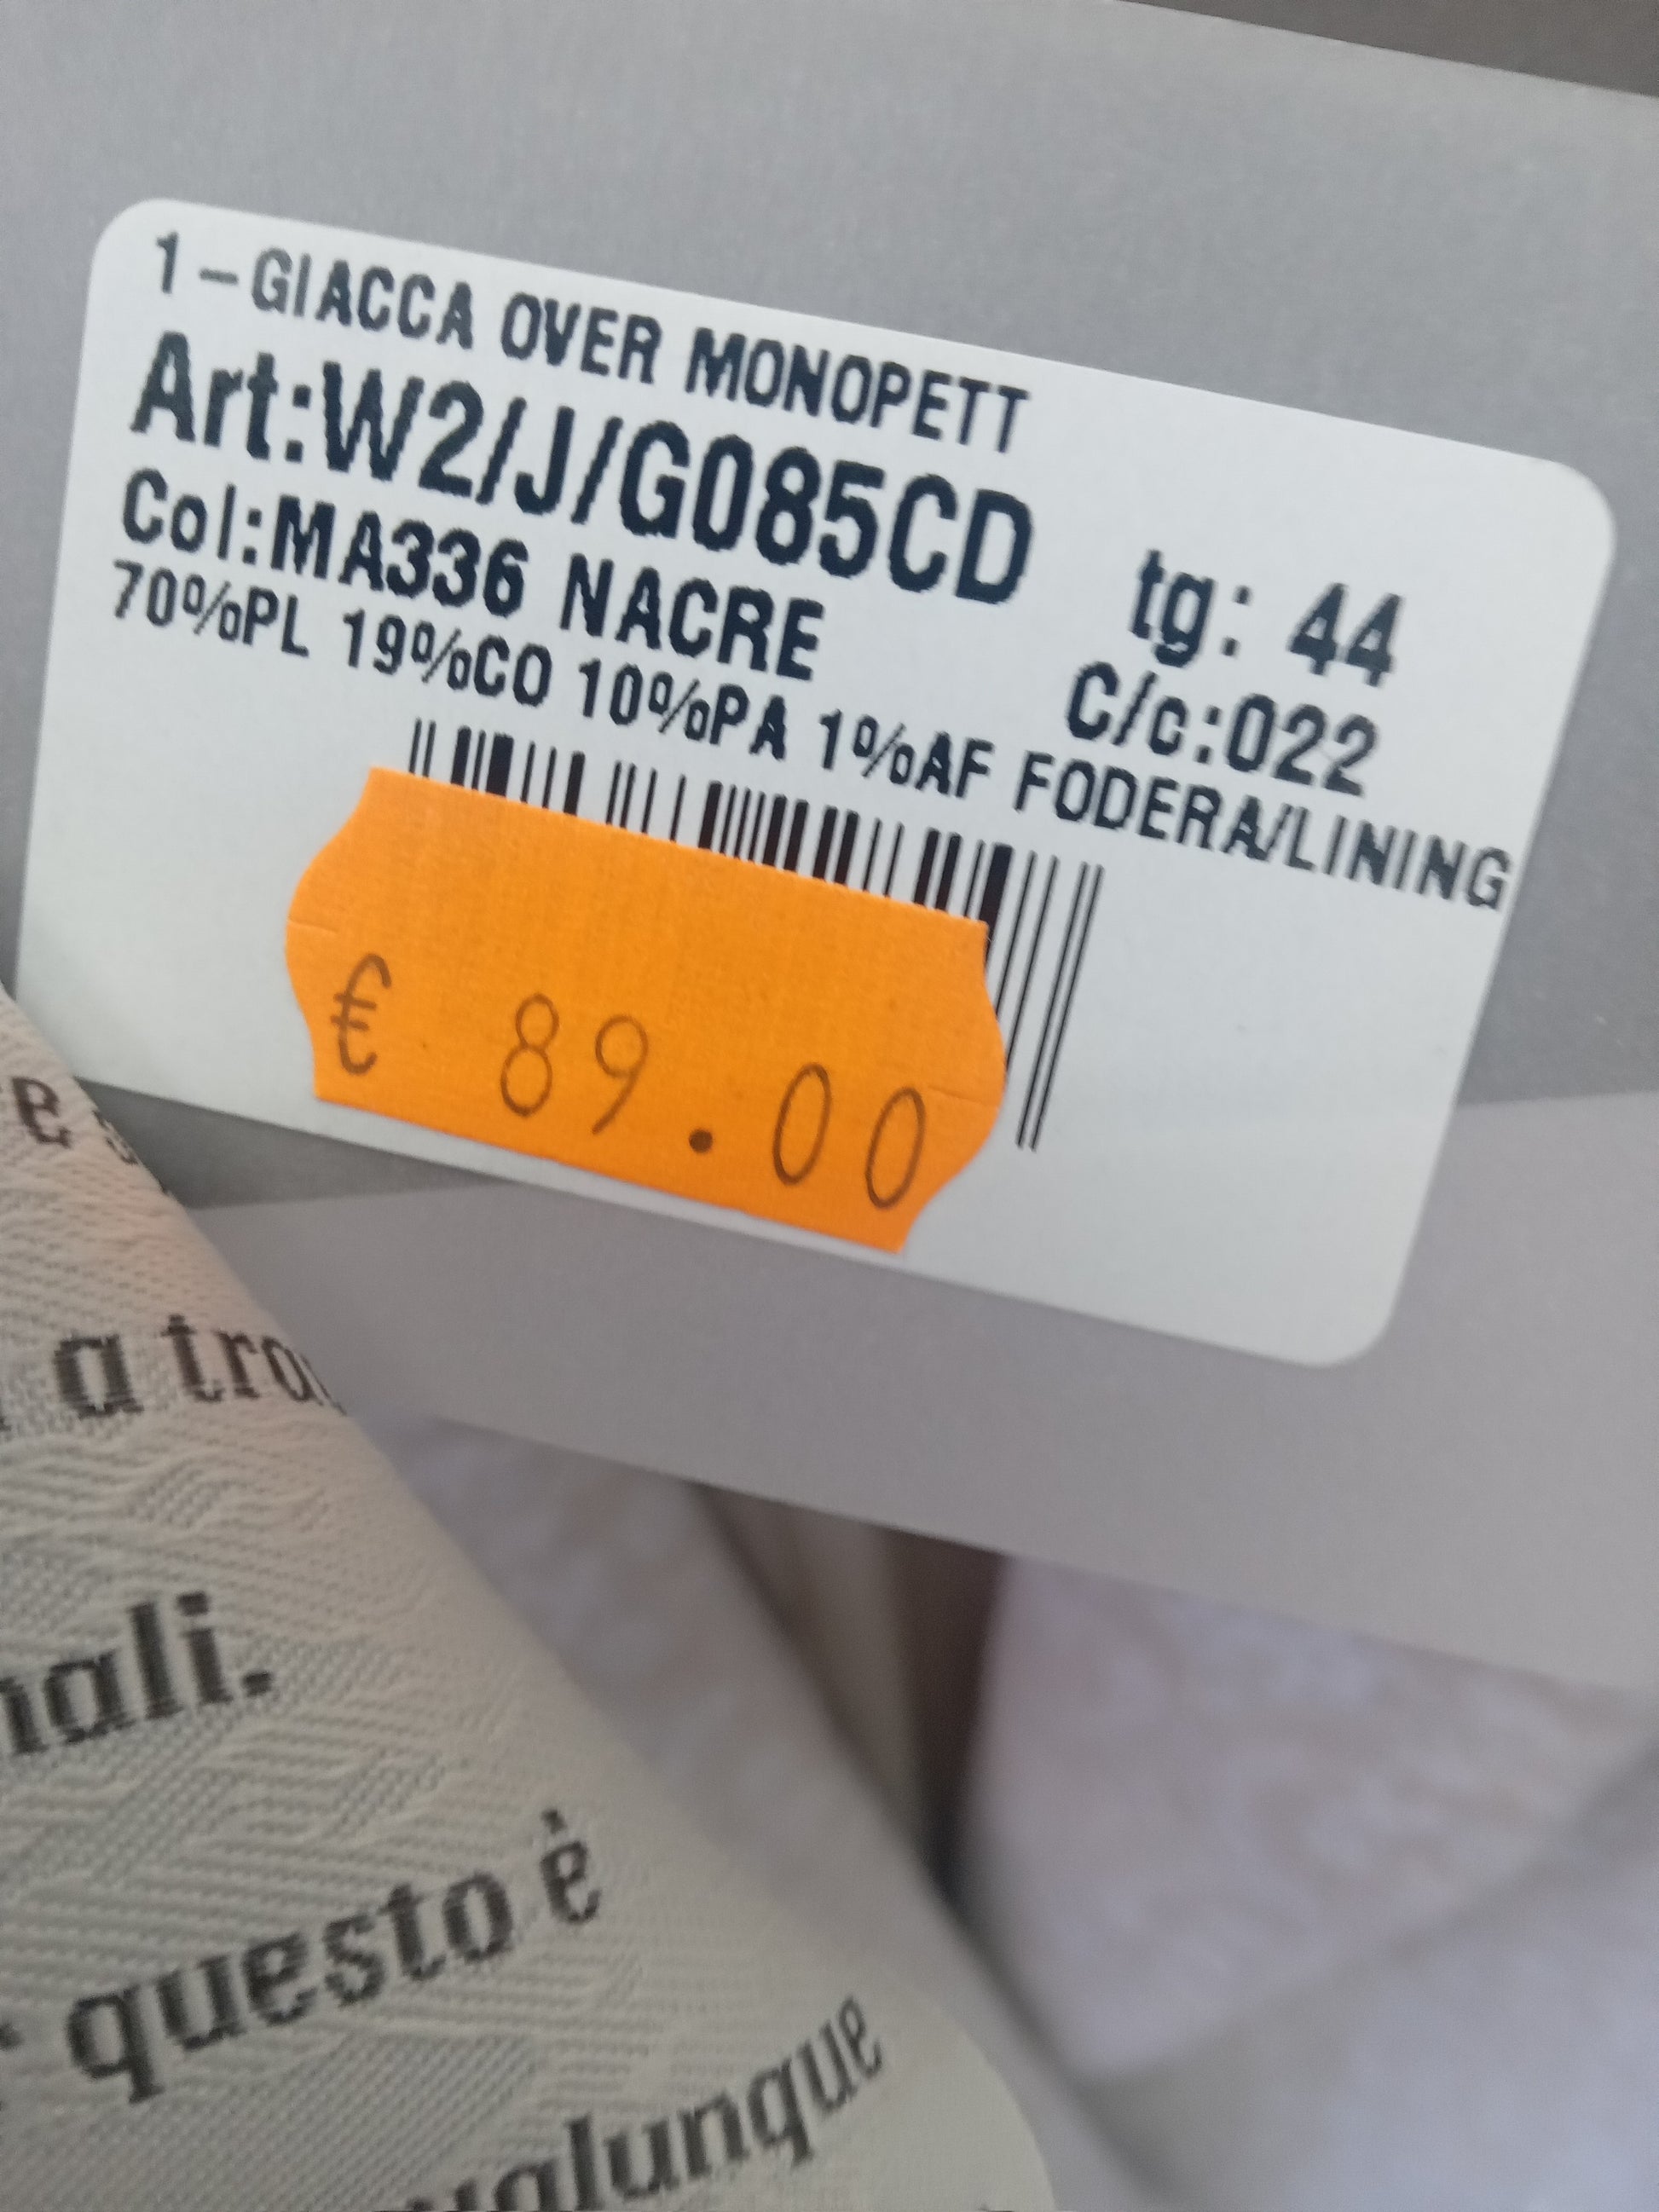 1-GIACCA OVER MONOPETT
Art:W2/J/G085CD tg: 44
Col:MA336 NACRE C/c:022
70%PL 19%CO 10%PA 1%AF FODERA/LINING
€ 89.00
e
a
nali.
questo è
qualunque